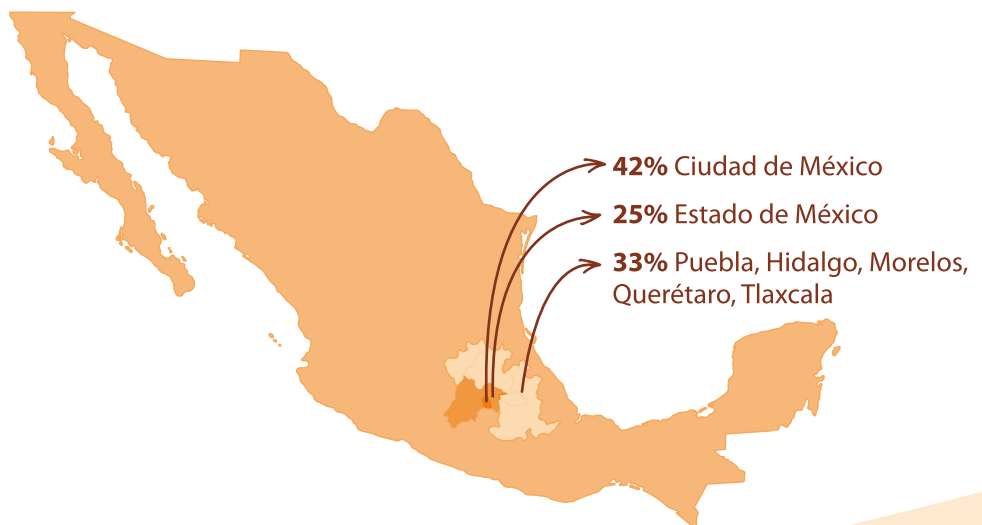 42% Ciudad de México
25% Estado de México
33% Puebla, Hidalgo, Morelos,
Querétaro, Tlaxcala